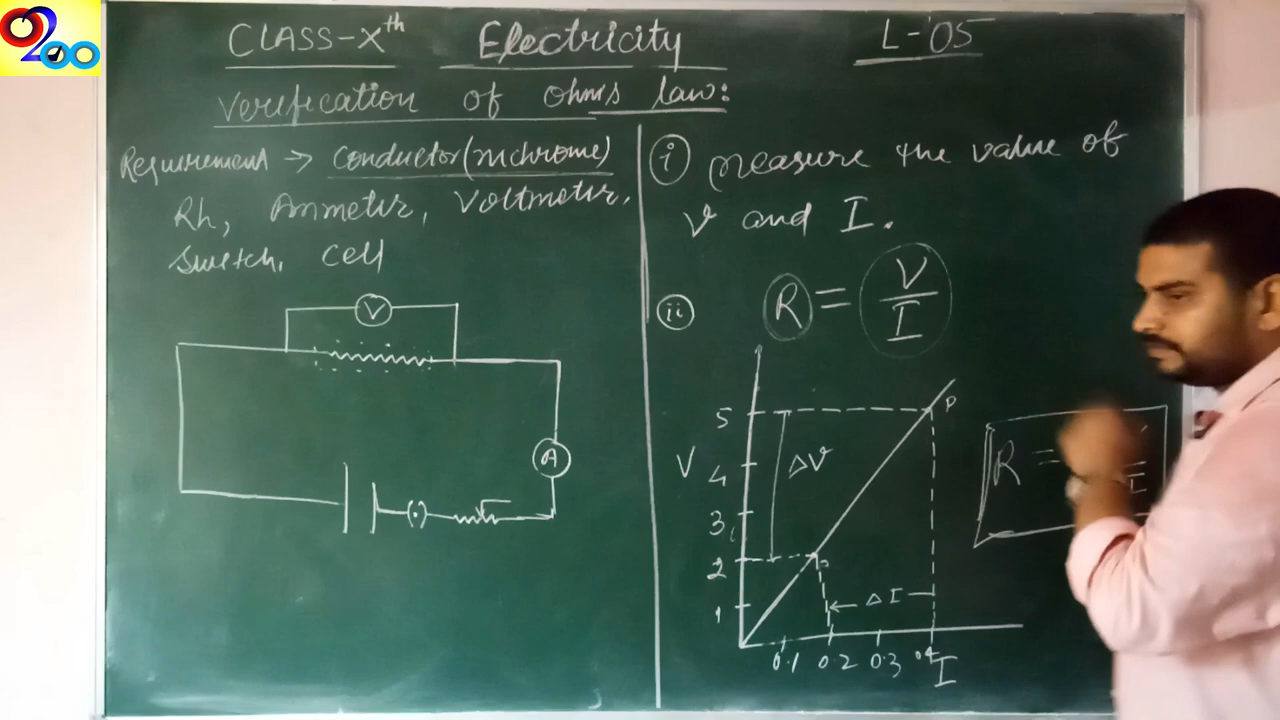 0200
CLASS-Xth Electricity L-05
Verification of ohms law:
Requirement → Conductor(nichrome)
Rh, Ammeter, Voltmeter,
Switch, Cell
V
A
(i) measure the value of
V and I.
(ii) R = V/I
5
4
3
2
1
V
ΔV
P
ΔI
0.1 0.2 0.3 0.4
I
R =
I